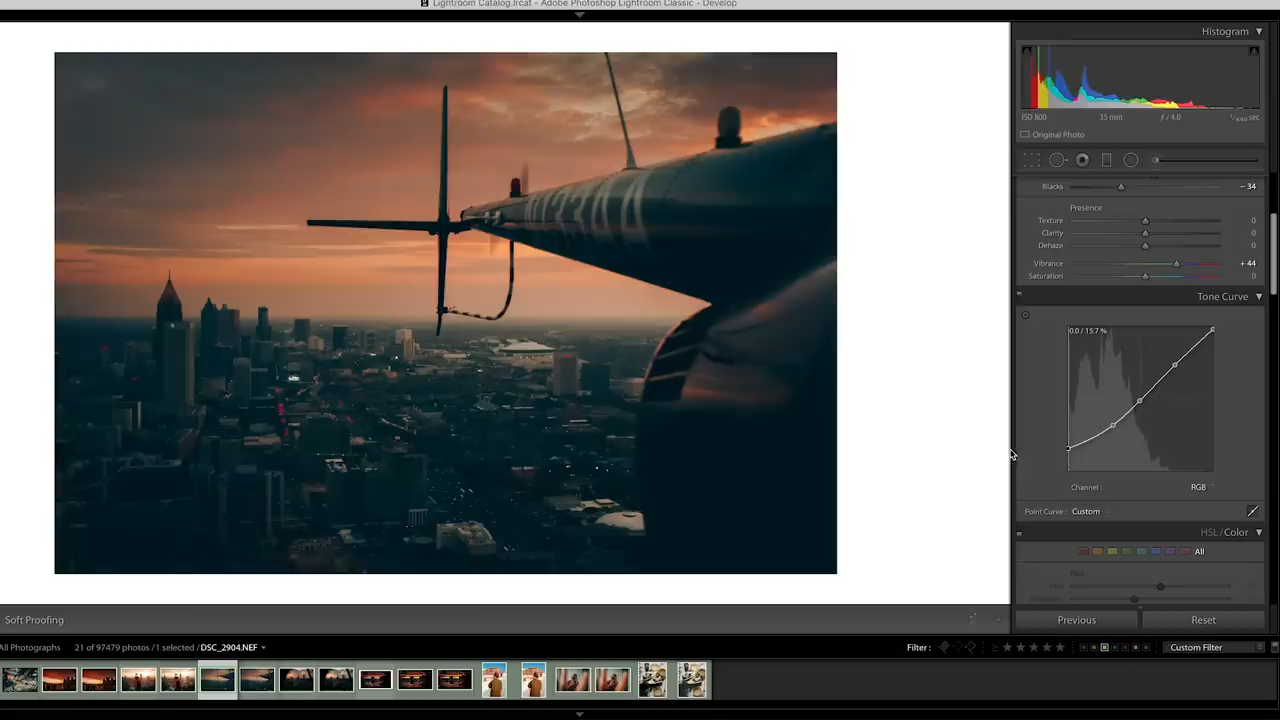 Lightroom Catalog.lrcat - Adobe Photoshop Lightroom Classic - Develop
Histogram
ISO 800 35 mm ƒ / 4.0 sec
Original Photo
Blacks - 34
Presence
Texture 0
Clarity 0
Dehaze 0
Vibrance + 44
Saturation 0
Tone Curve
0.0 / 15.7 %
Channel : RGB
Point Curve : Custom
HSL / Color
All
Previous Reset
Soft Proofing
All Photographs 21 of 97479 photos / 1 selected / DSC_2904.NEF
Filter : Custom Filter